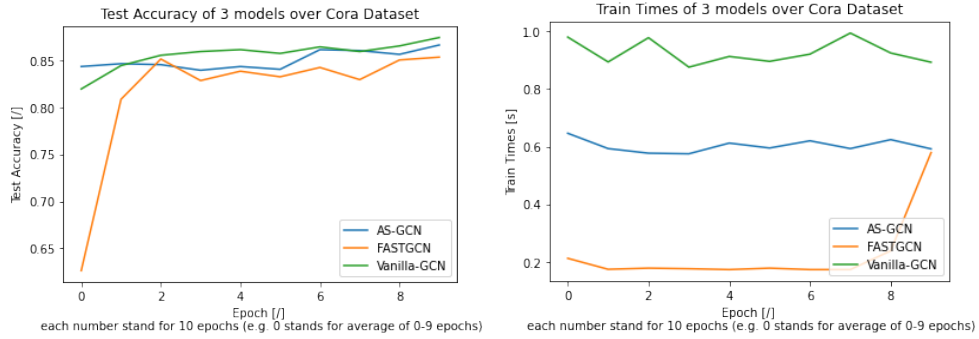 Test Accuracy of 3 models over Cora Dataset
0.85
0.80
0.75
0.70
0.65
Test Accuracy [/]
AS-GCN
FASTGCN
Vanilla-GCN
0 2 4 6 8
Epoch [/]
each number stand for 10 epochs (e.g. 0 stands for average of 0-9 epochs)
Train Times of 3 models over Cora Dataset
1.0
0.8
0.6
0.4
0.2
Train Times [s]
AS-GCN
FASTGCN
Vanilla-GCN
0 2 4 6 8
Epoch [/]
each number stand for 10 epochs (e.g. 0 stands for average of 0-9 epochs)